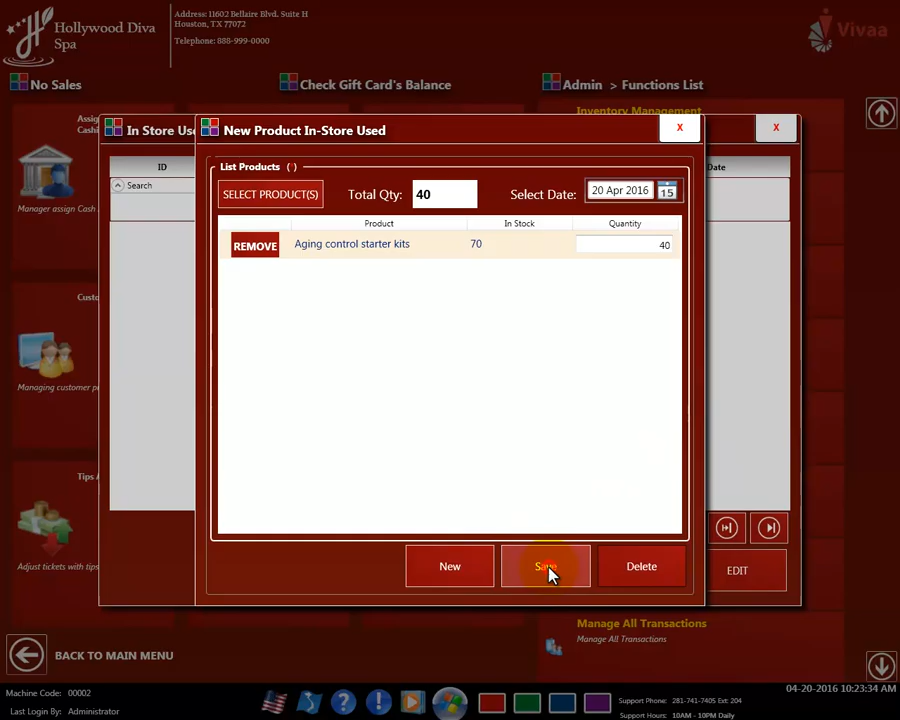 Hollywood Diva
Spa
Address: 11602 Bellaire Blvd, Suite H
Houston, TX 77072
Telephone: 888-999-0000
Vivaa
No Sales
Check Gift Card's Balance
Admin > Functions List
Inventory Management
In Store Us
New Product In-Store Used
X
X
ID
Date
Search
List Products ( )
SELECT PRODUCT(S)
Total Qty:
40
Select Date:
20 Apr 2016
15
Product
In Stock
Quantity
REMOVE
Aging control starter kits
70
40
Manager assign Cash
Custo
Managing customer p
Tips A
Adjust tickets with tips
New
Save
Delete
EDIT
Manage All Transactions
Manage All Transactions
BACK TO MAIN MENU
Machine Code: 00002
Last Login By: Administrator
04-20-2016 10:23:34 AM
Support Phone: 281-741-7405 Ext: 204
Support Hours: 10AM - 10PM Daily